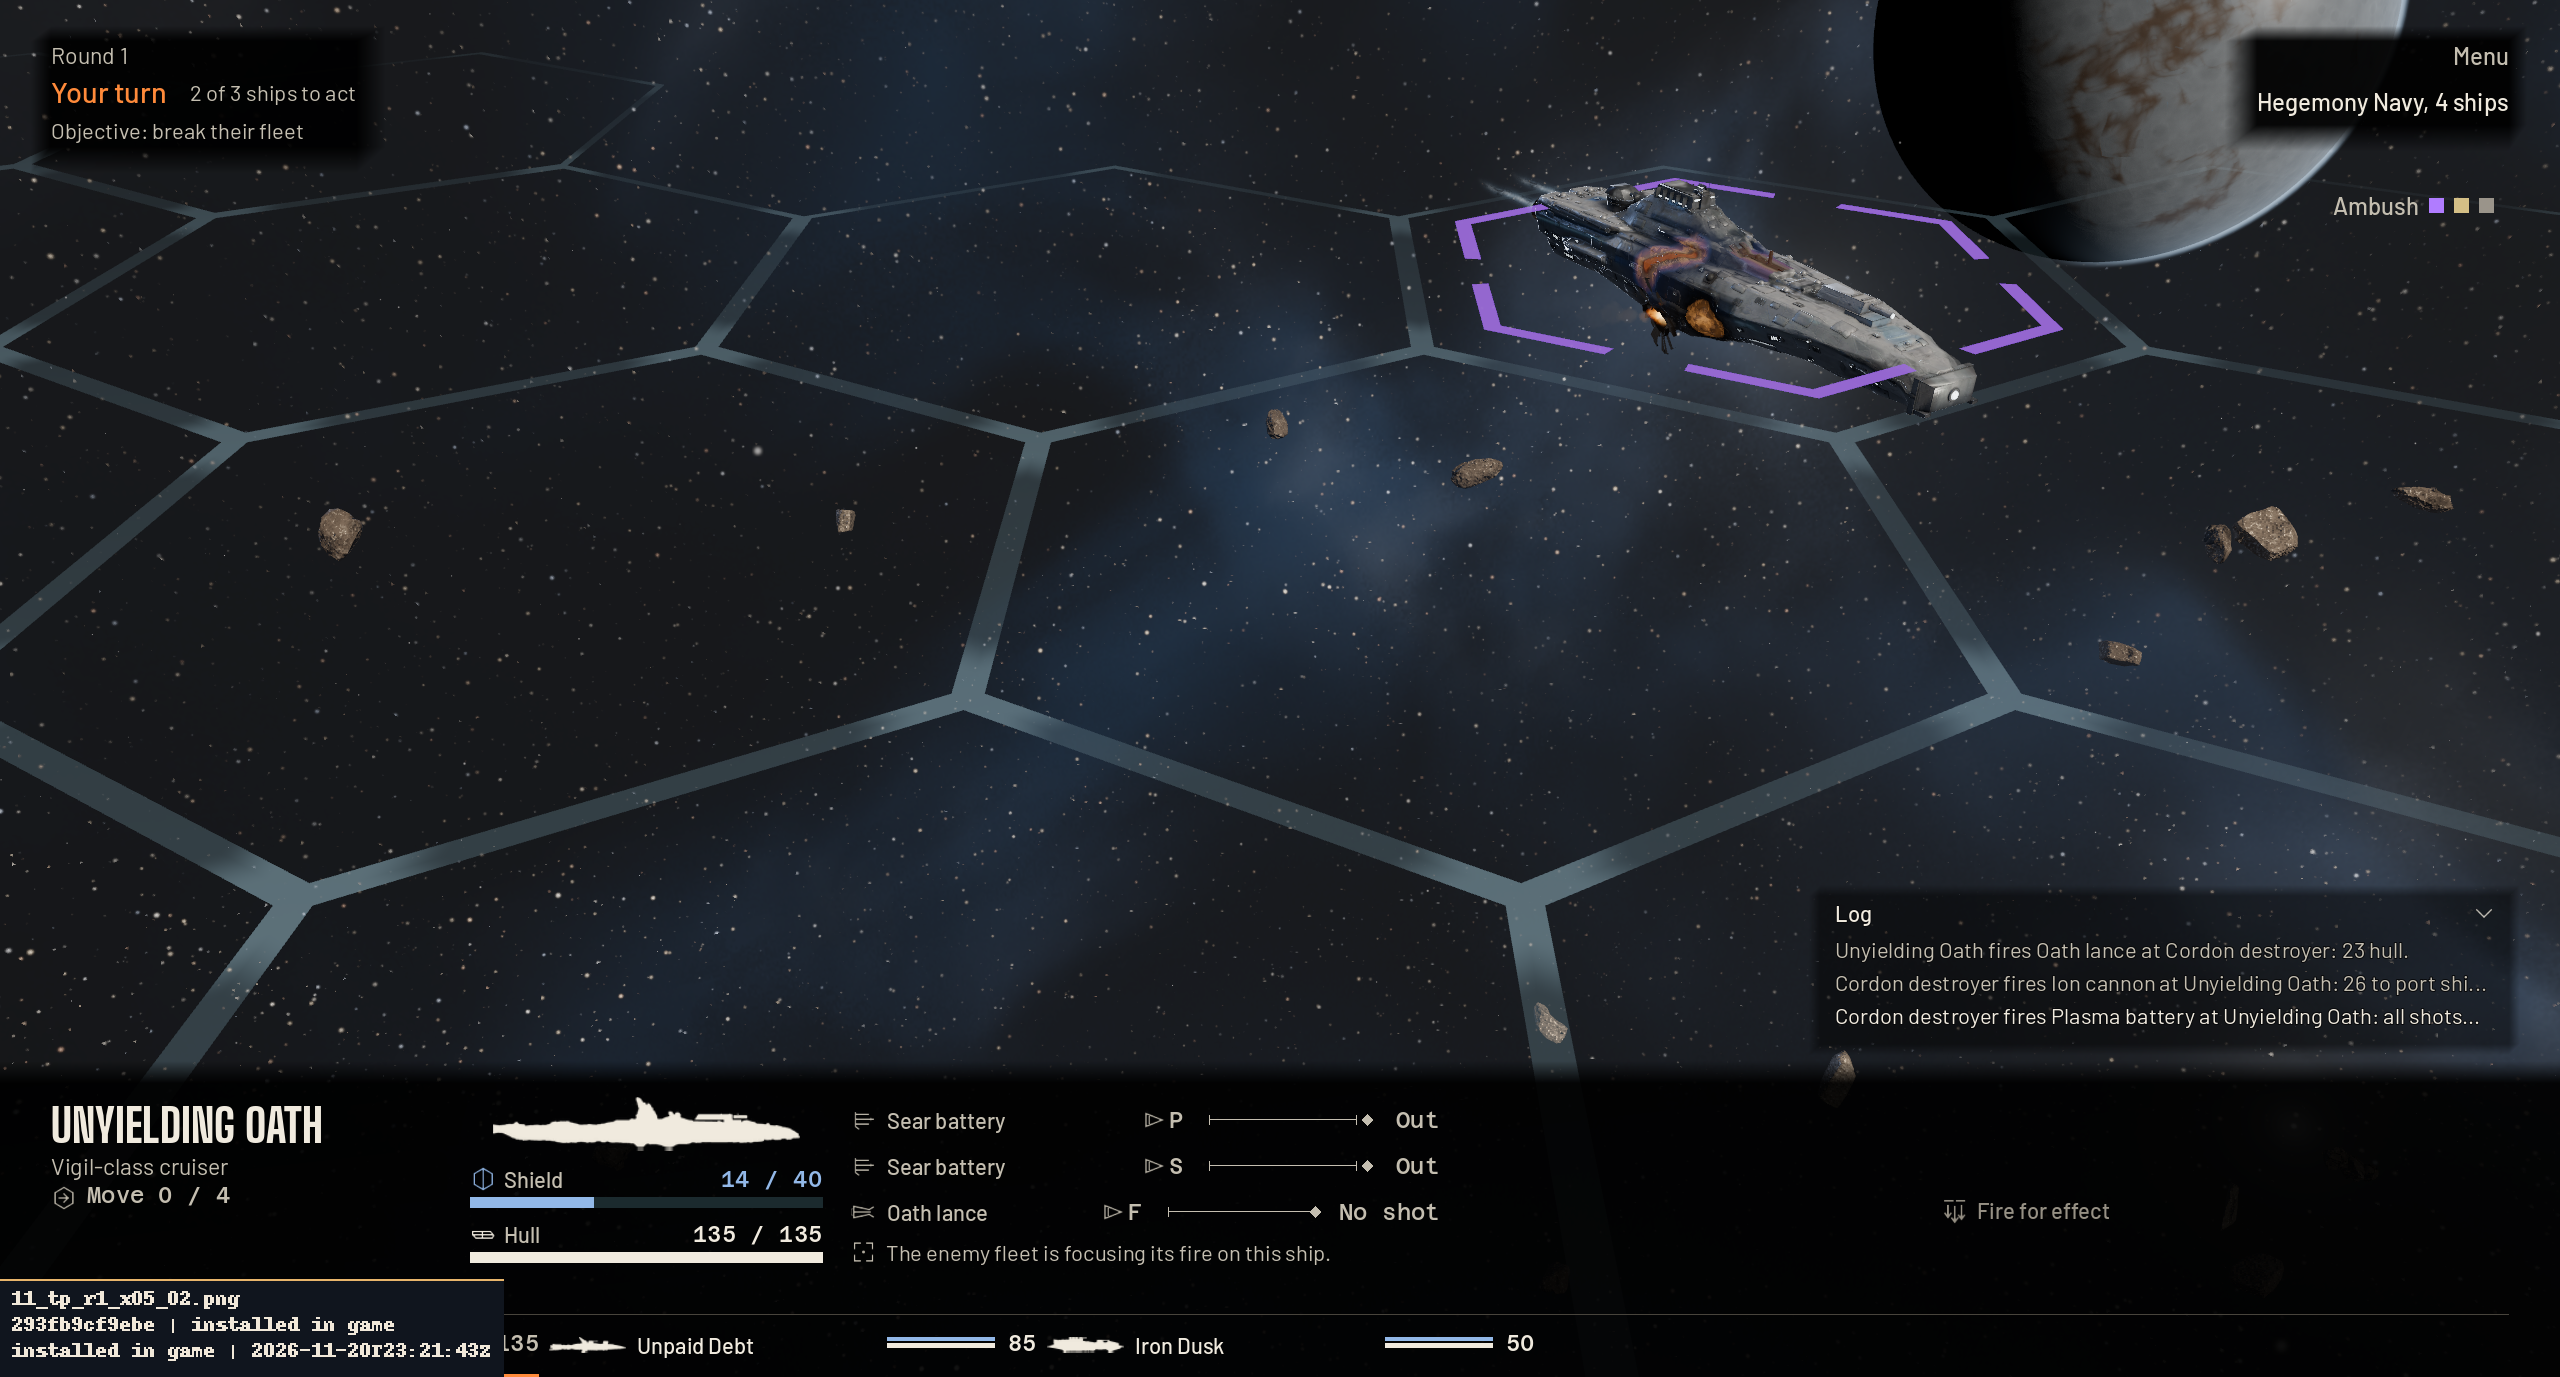 Round 1
Your turn 2 of 3 ships to act
Objective: break their fleet
Menu
Hegemony Navy, 4 ships
Ambush
Log
Unyielding Oath fires Oath lance at Cordon destroyer: 23 hull.
Cordon destroyer fires Ion cannon at Unyielding Oath: 26 to port shi...
Cordon destroyer fires Plasma battery at Unyielding Oath: all shots...
UNYIELDING OATH
Vigil-class cruiser
Move 0 / 4
Shield 14 / 40
Hull 135 / 135
Sear battery P Out
Sear battery S Out
Oath lance F No shot
The enemy fleet is focusing its fire on this ship.
Fire for effect
11_tp_r1_x05_02.png
293fb9cf9ebe | installed in game
installed in game | 2026-11-20T23:21:43Z
135 Unpaid Debt 85 Iron Dusk 50